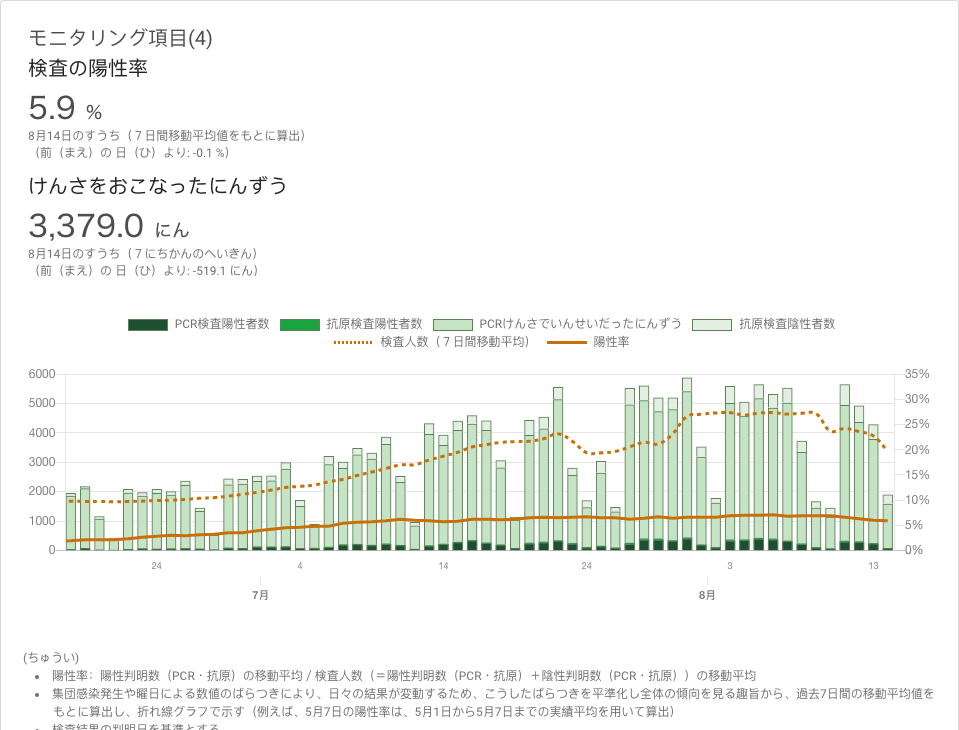 モニタリング項目(4)
検査の陽性率
5.9 %
8月14日のすうち（７日間移動平均値をもとに算出）
（前（まえ）の 日（ひ）より: -0.1 %）
けんさをおこなったにんずう
3,379.0 にん
8月14日のすうち（７にちかんのへいきん）
（前（まえ）の 日（ひ）より: -519.1 にん）
PCR検査陽性者数 抗原検査陽性者数 PCRけんさでいんせいだったにんずう 抗原検査陰性者数
検査人数（７日間移動平均） 陽性率
6000 35%
5000 30%
4000 25%
3000 20%
2000 15%
1000 10%
0 5%
0%
24 4 14 24 3 13
7月 8月
(ちゅうい)
• 陽性率：陽性判明数（PCR・抗原）の移動平均 / 検査人数（＝陽性判明数（PCR・抗原）＋陰性判明数（PCR・抗原））の移動平均
• 集団感染発生や曜日による数値のばらつきにより、日々の結果が変動するため、こうしたばらつきを平準化し全体の傾向を見る趣旨から、過去7日間の移動平均値を
もとに算出し、折れ線グラフで示す（例えば、5月7日の陽性率は、5月1日から5月7日までの実績平均を用いて算出）
• 検査結果の判明日を基準とする